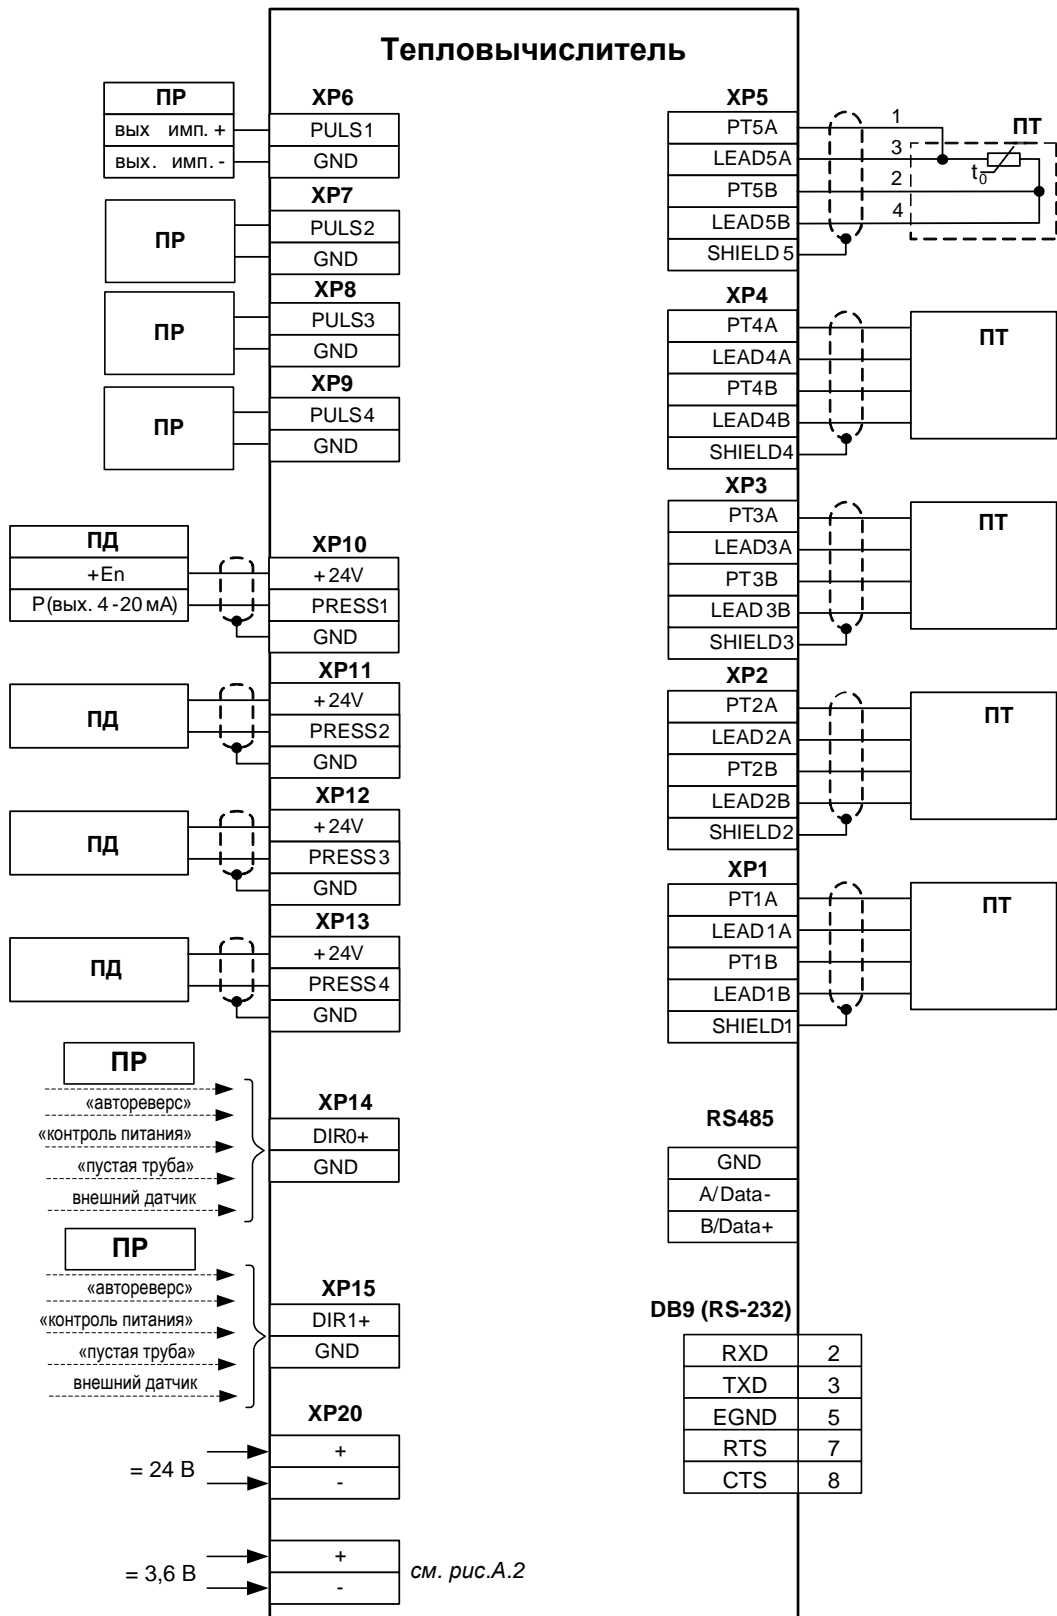 Тепловычислитель
ПР
вых имп. +
вых. имп. -
XP6
PULS1
GND
ПР
XP7
PULS2
GND
ПР
XP8
PULS3
GND
ПР
XP9
PULS4
GND
ПД
+En
P(вых. 4-20 мА)
XP10
+24V
PRESS1
GND
ПД
XP11
+24V
PRESS2
GND
ПД
XP12
+24V
PRESS3
GND
ПД
XP13
+24V
PRESS4
GND
ПР
«автореверс»
«контроль питания»
«пустая труба»
внешний датчик
XP14
DIR0+
GND
ПР
«автореверс»
«контроль питания»
«пустая труба»
внешний датчик
XP15
DIR1+
GND
XP20
= 24 В
+
-
= 3,6 В
+
-
см. рис.А.2
XP5
PT5A
LEAD5A
PT5B
LEAD5B
SHIELD5
1
3
2
4
ПТ
t0
XP4
PT4A
LEAD4A
PT4B
LEAD4B
SHIELD4
ПТ
XP3
PT3A
LEAD3A
PT3B
LEAD3B
SHIELD3
ПТ
XP2
PT2A
LEAD2A
PT2B
LEAD2B
SHIELD2
ПТ
XP1
PT1A
LEAD1A
PT1B
LEAD1B
SHIELD1
ПТ
RS485
GND
A/Data-
B/Data+
DB9 (RS-232)
RXD 2
TXD 3
EGND 5
RTS 7
CTS 8